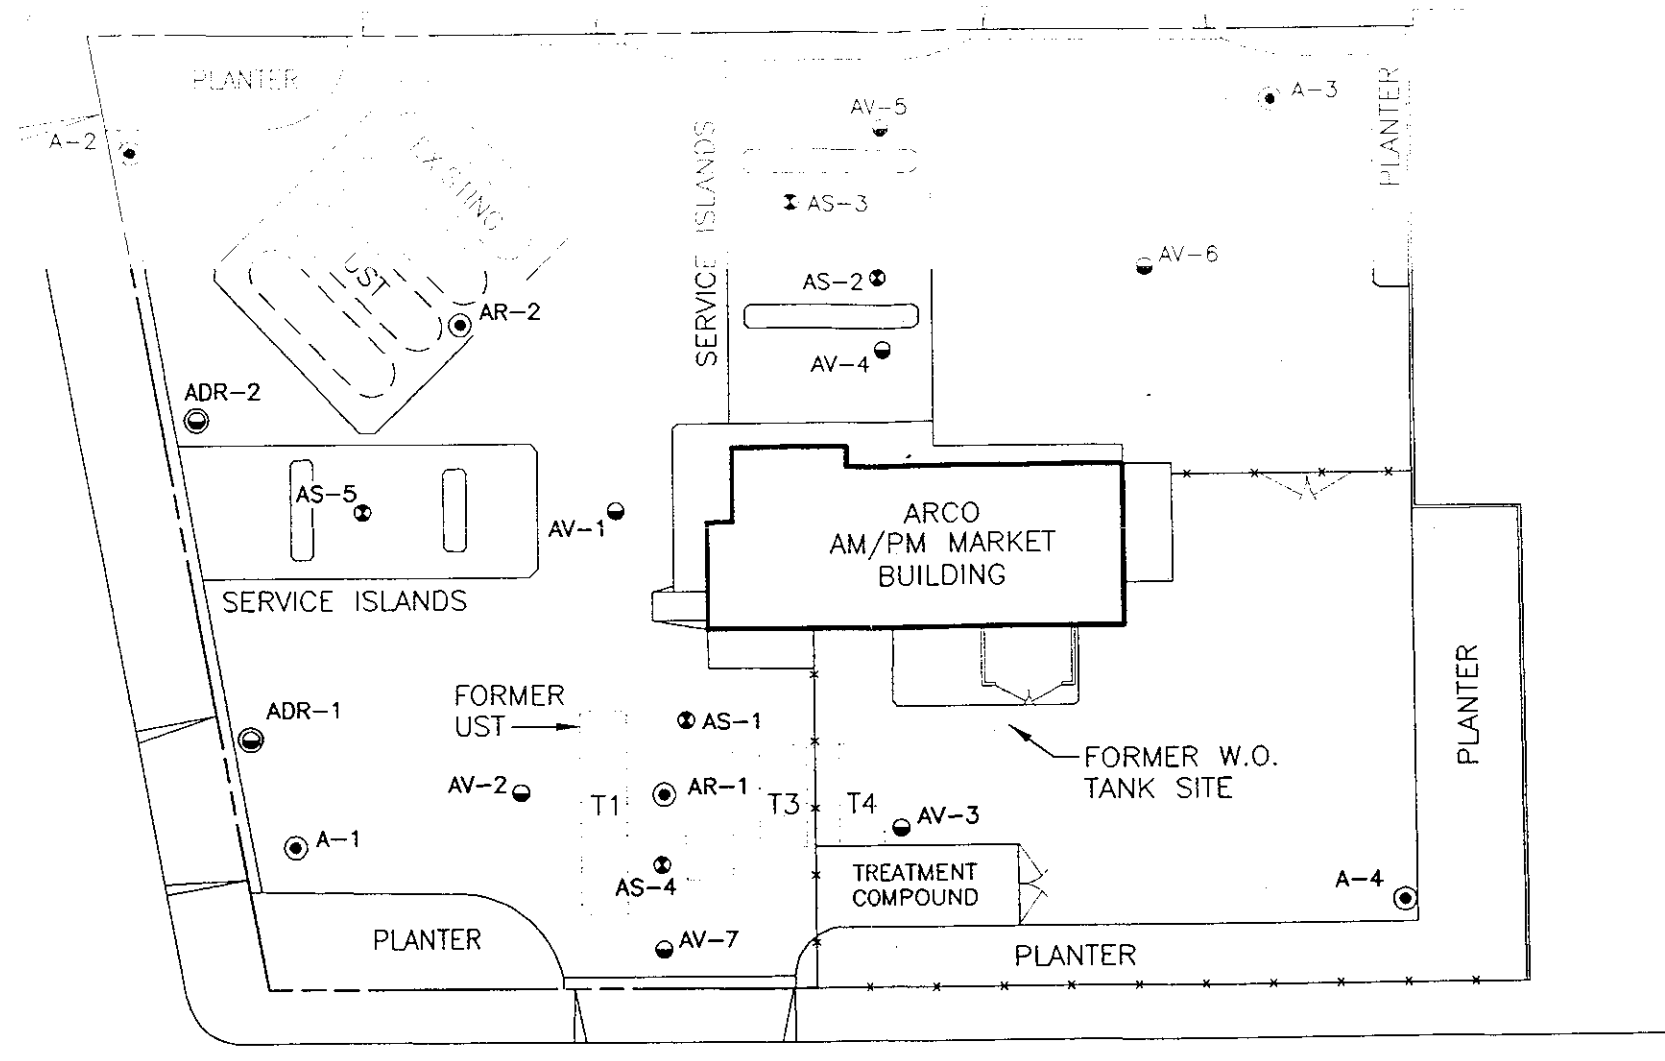 PLANTER
A-2
EXISTING
UST
AR-2
ADR-2
SERVICE ISLANDS
AV-5
AS-3
AS-2
AV-4
A-3
PLANTER
AV-6
AS-5
AV-1
SERVICE ISLANDS
ARCO
AM/PM MARKET
BUILDING
FORMER
UST
ADR-1
AS-1
AV-2
T1
AR-1
T3
T4
AV-3
FORMER W.O.
TANK SITE
PLANTER
A-1
AS-4
TREATMENT
COMPOUND
A-4
PLANTER
AV-7
PLANTER